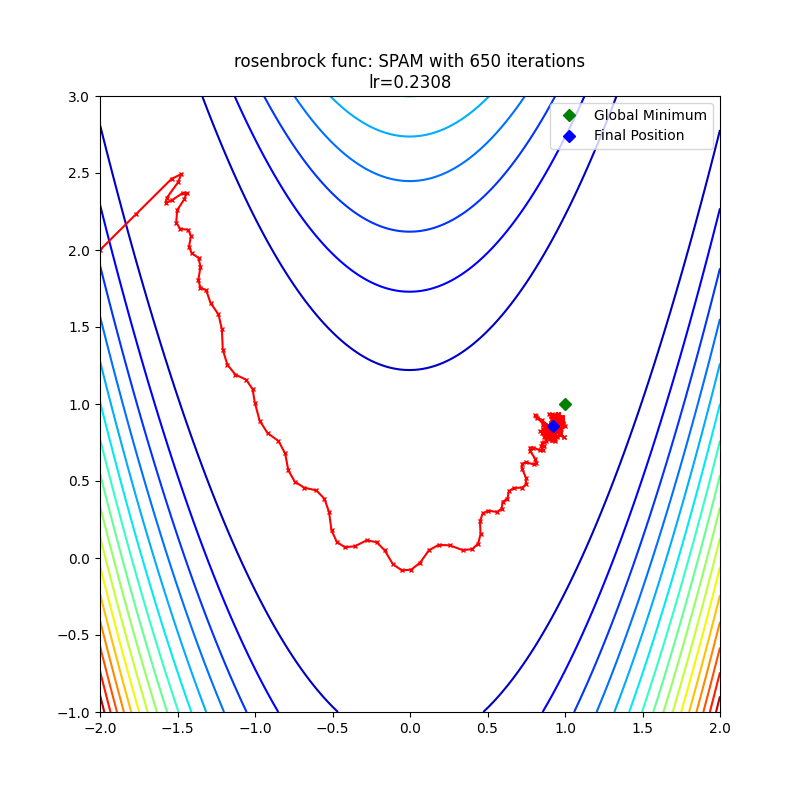 rosenbrock func: SPAM with 650 iterations
lr=0.2308
Global Minimum
Final Position
3.0
2.5
2.0
1.5
1.0
0.5
0.0
−0.5
−1.0
−2.0 −1.5 −1.0 −0.5 0.0 0.5 1.0 1.5 2.0